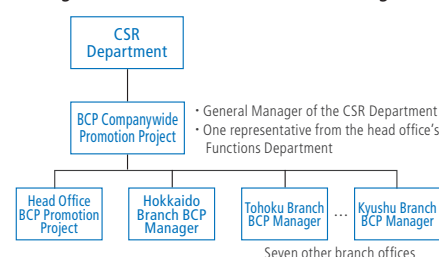 CSR
Department
BCP Companywide
Promotion Project
・General Manager of the CSR Department
・One representative from the head office's
Functions Department
Head Office
BCP Promotion
Project
Hokkaido
Branch BCP
Manager
Tohoku Branch
BCP Manager
…
Kyushu Branch
BCP Manager
Seven other branch offices